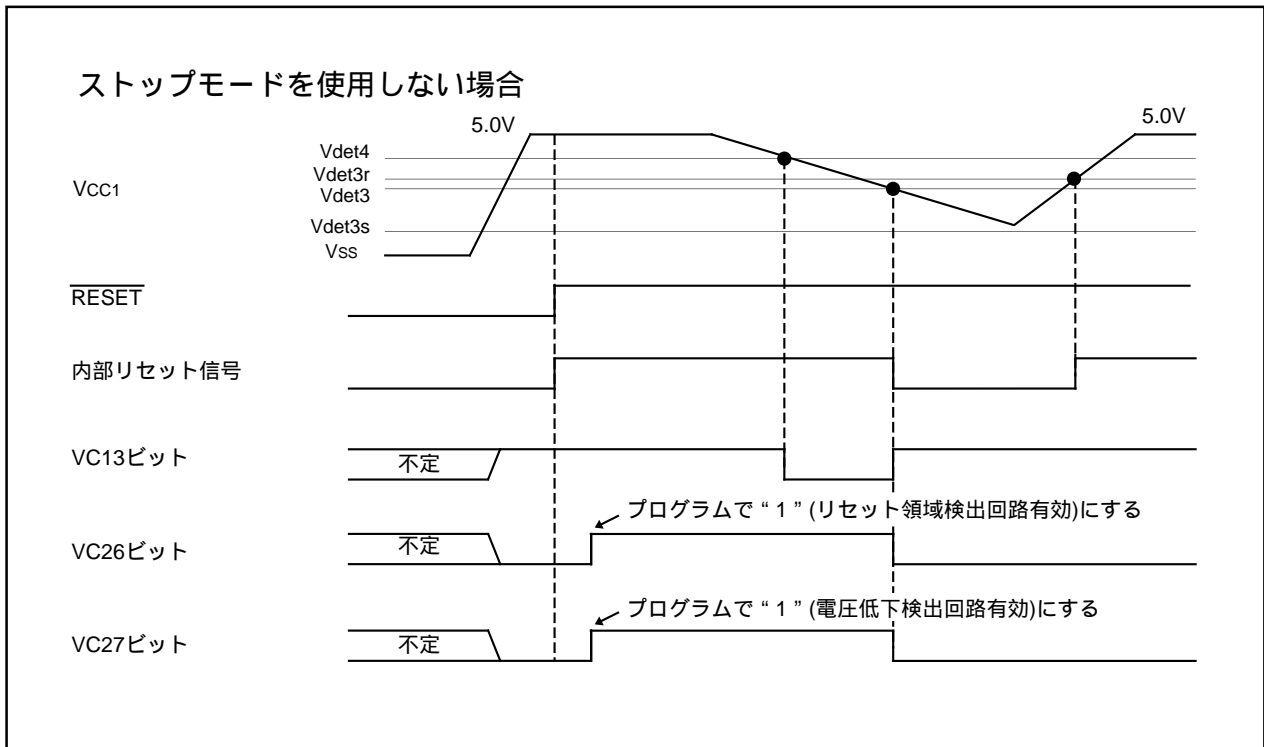 ストップモードを使用しない場合
5.0V
5.0V
Vdet4
Vdet3r
VCC1
Vdet3
Vdet3s
VSS
RESET
内部リセット信号
VC13ビット
不定
プログラムで“1”(リセット領域検出回路有効)にする
VC26ビット
不定
プログラムで“1”(電圧低下検出回路有効)にする
VC27ビット
不定